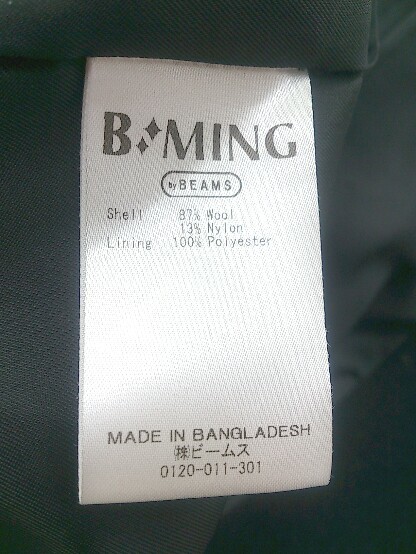 B MING
by BEAMS
Shell 87% Wool
13% Nylon
Lining 100% Polyester
MADE IN BANGLADESH
㈱ビームス
0120-011-301